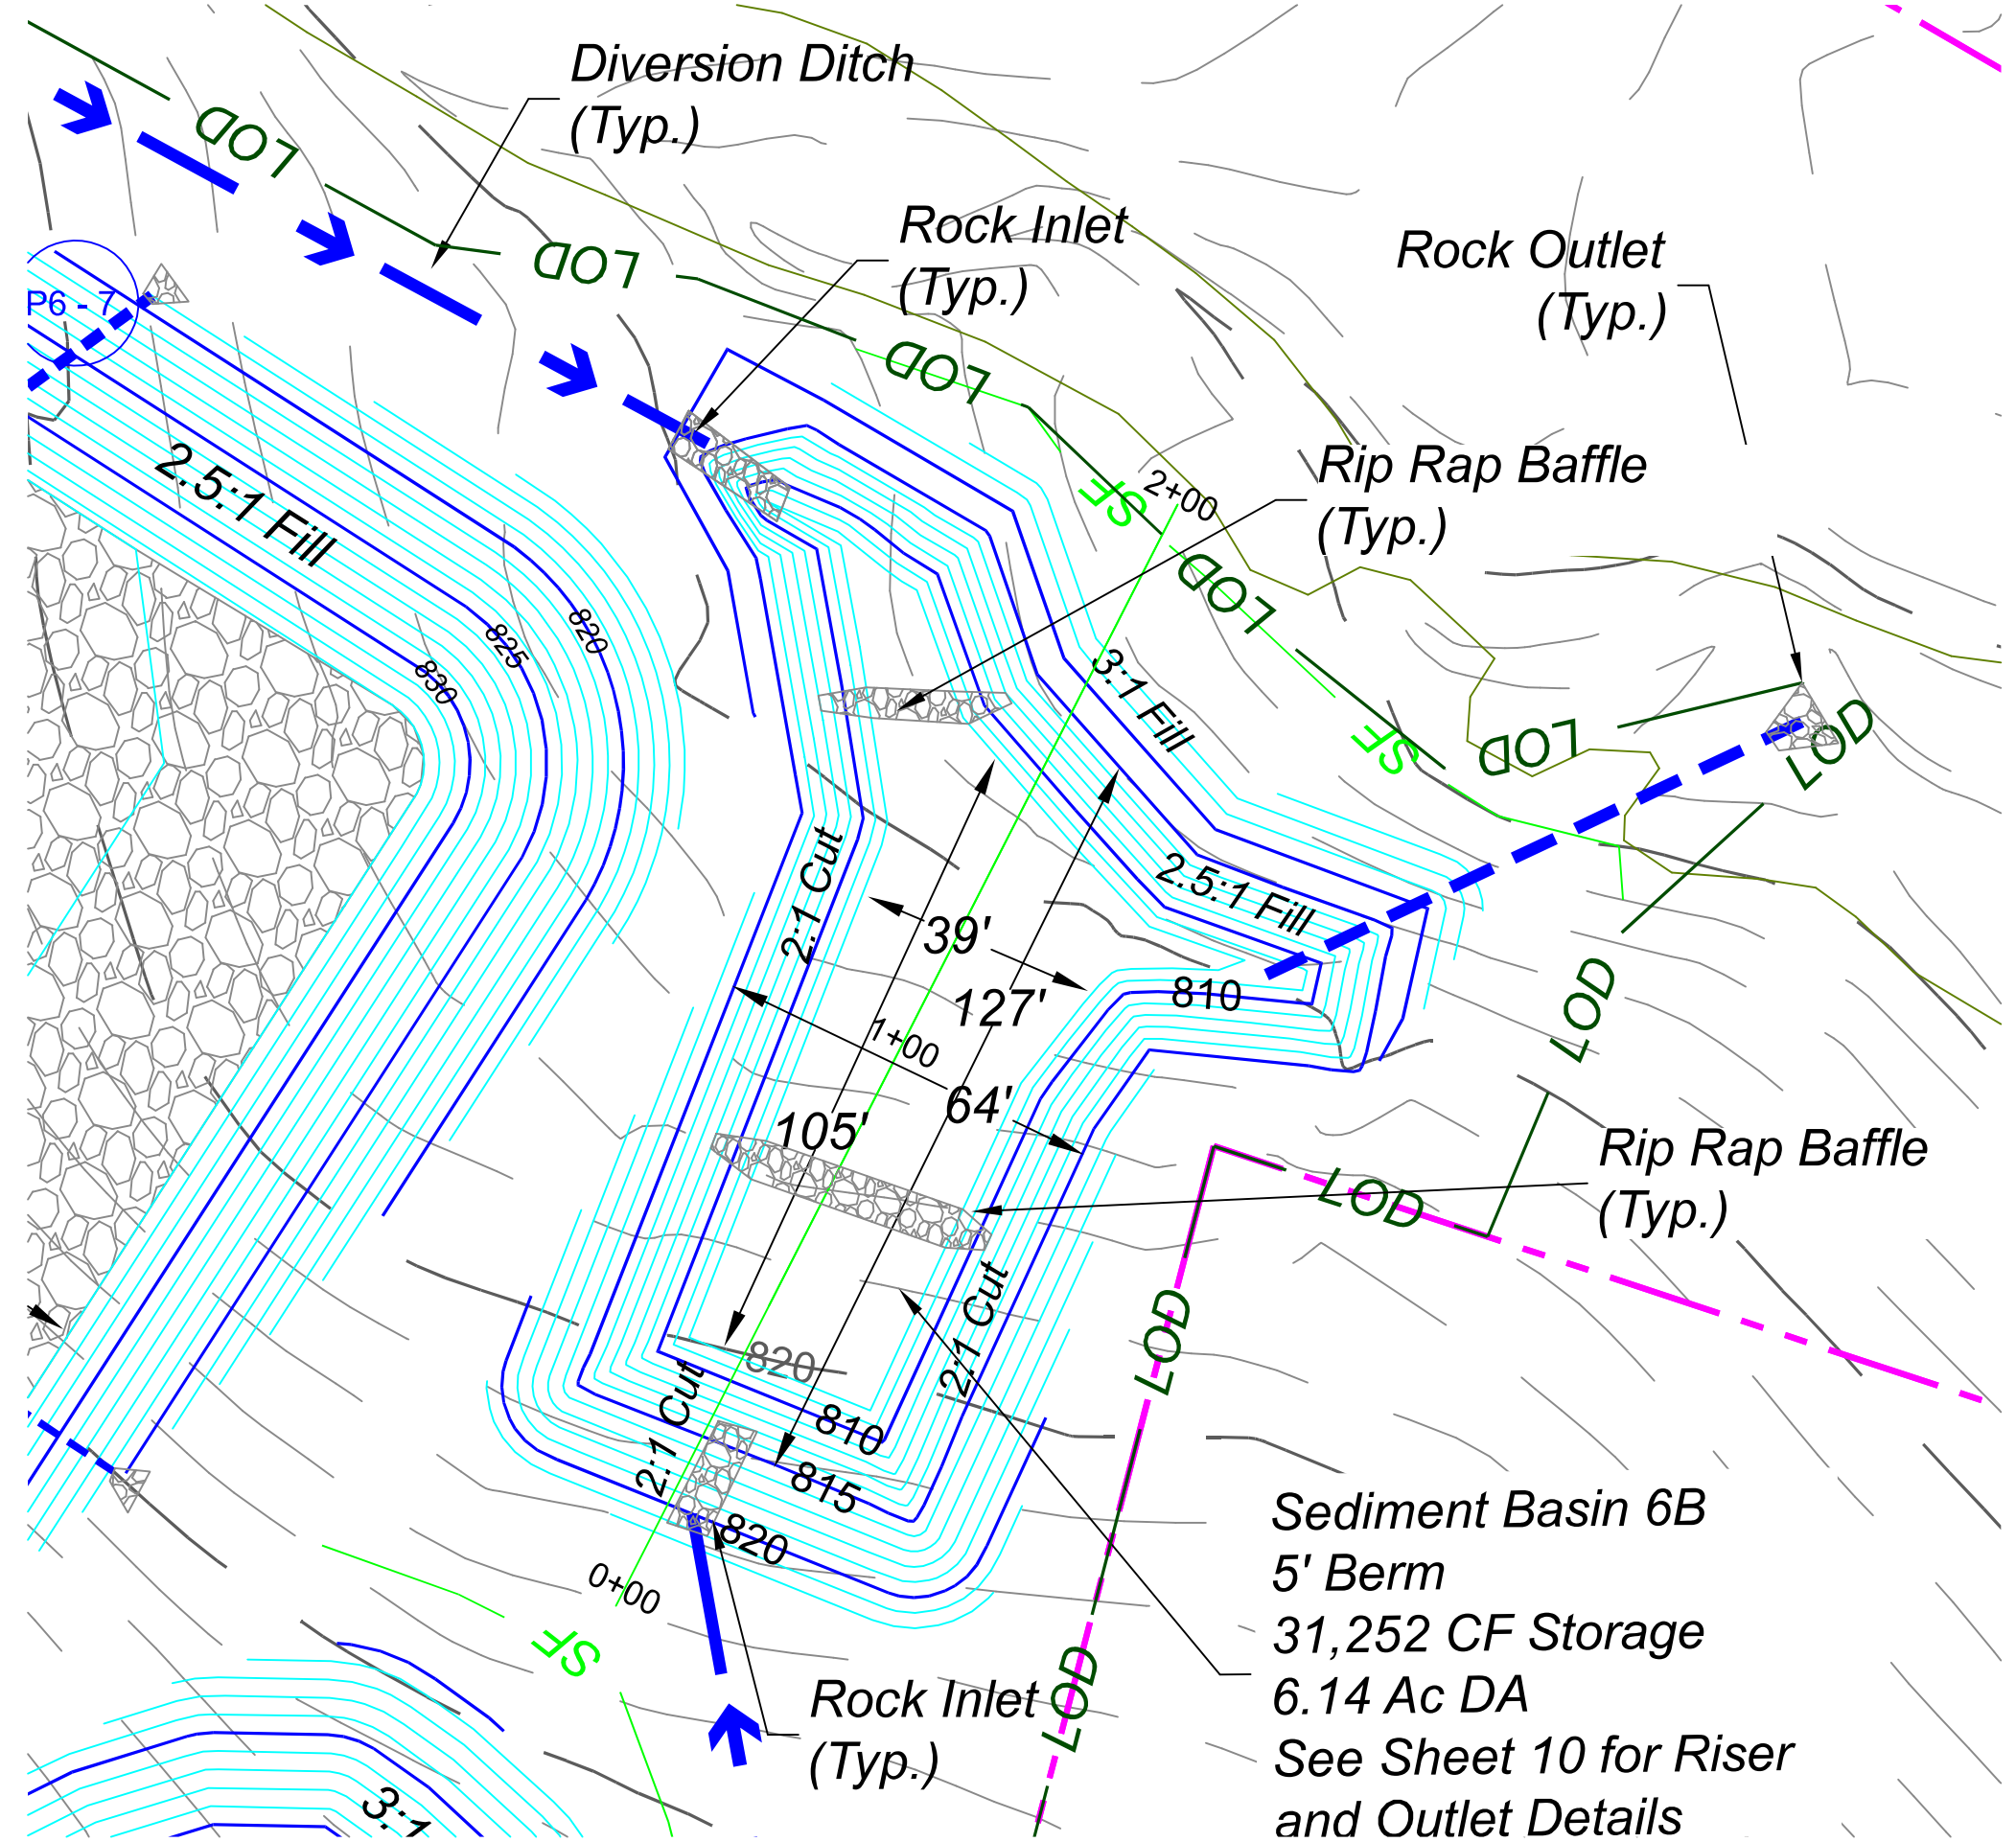 Diversion Ditch
(Typ.)
LOD
LOD
Rock Inlet
(Typ.)
Rock Outlet
(Typ.)
P6 - 7
LOD
Rip Rap Baffle
(Typ.)
2.5:1 Fill
SF
2+00
LOD
820
825
830
3:1 Fill
SF
LOD
LOD
2:1 Cut
2.5:1 Fill
39'
127'
810
1+00
LOD
64'
105'
Rip Rap Baffle
(Typ.)
LOD
2:1 Cut
LOD
820
2:1 Cut
810
815
820
Sediment Basin 6B
5' Berm
31,252 CF Storage
6.14 Ac DA
See Sheet 10 for Riser
and Outlet Details
0+00
SF
LOD
Rock Inlet
(Typ.)
3:1